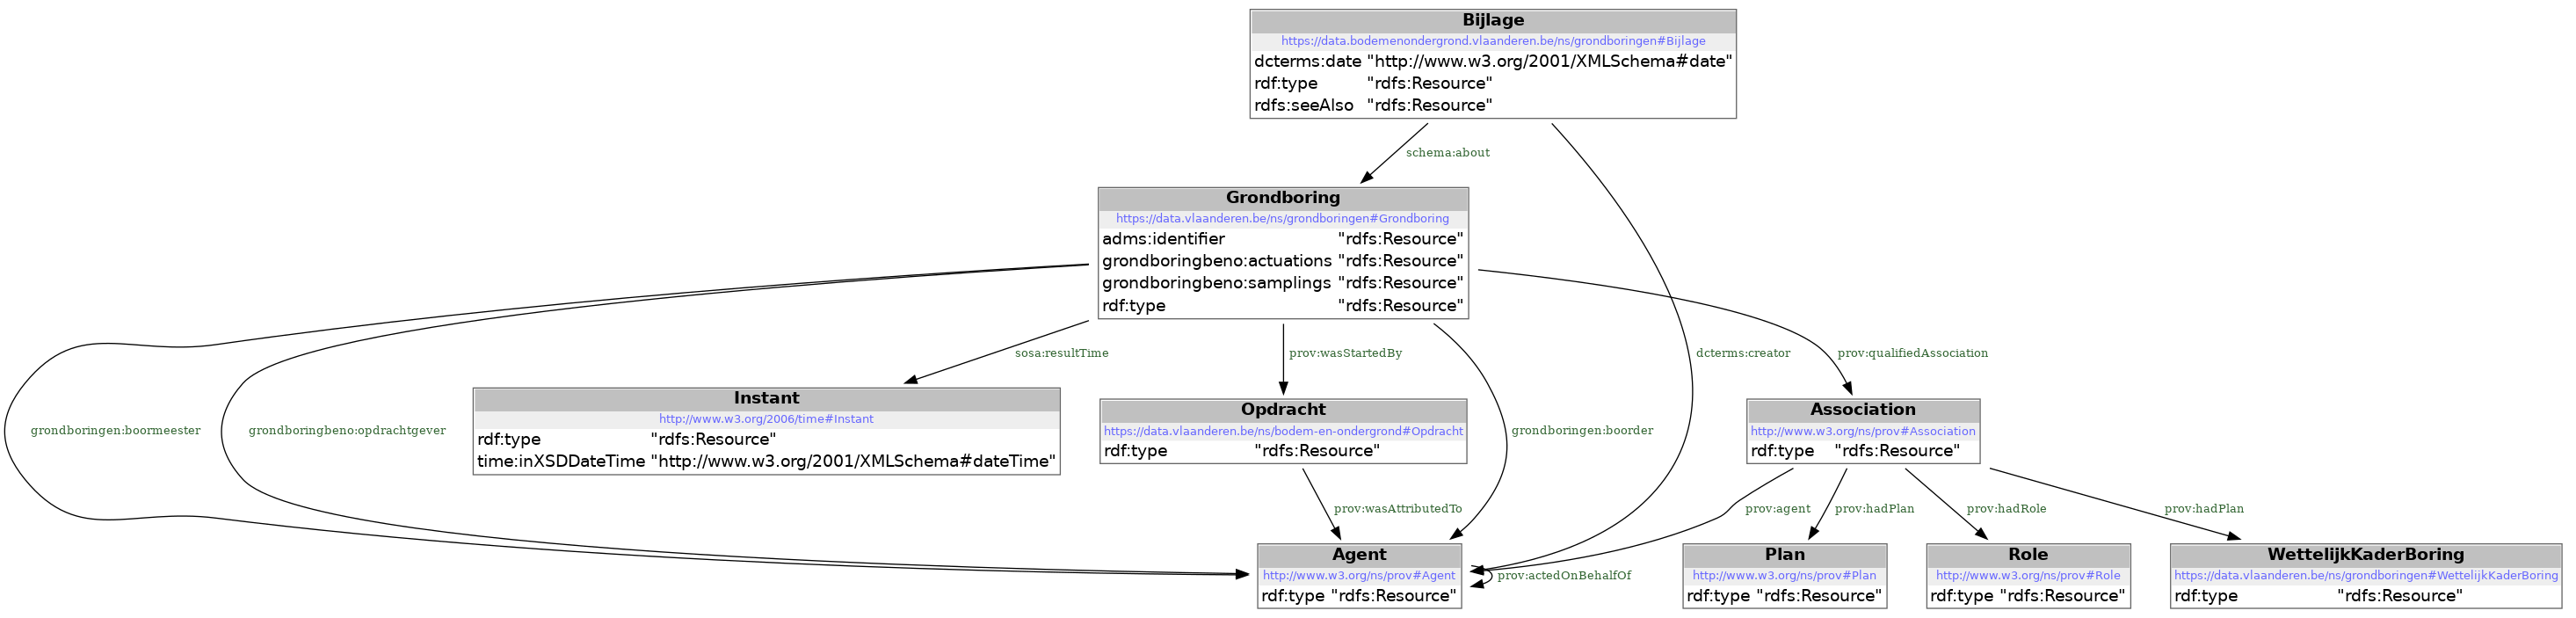 Bijlage
https://data.bodemenondergrond.vlaanderen.be/ns/grondboringen#Bijlage
dcterms:date "http://www.w3.org/2001/XMLSchema#date"
rdf:type "rdfs:Resource"
rdfs:seeAlso "rdfs:Resource"
schema:about
Grondboring
https://data.vlaanderen.be/ns/grondboringen#Grondboring
adms:identifier "rdfs:Resource"
grondboringbeno:actuations "rdfs:Resource"
grondboringbeno:samplings "rdfs:Resource"
rdf:type "rdfs:Resource"
sosa:resultTime
prov:wasStartedBy
dcterms:creator
prov:qualifiedAssociation
Instant
http://www.w3.org/2006/time#Instant
rdf:type "rdfs:Resource"
time:inXSDDateTime "http://www.w3.org/2001/XMLSchema#dateTime"
Opdracht
https://data.vlaanderen.be/ns/bodem-en-ondergrond#Opdracht
rdf:type "rdfs:Resource"
Association
http://www.w3.org/ns/prov#Association
rdf:type "rdfs:Resource"
grondboringen:boormeester
grondboringbeno:opdrachtgever
grondboringen:boorder
prov:wasAttributedTo
prov:agent
prov:hadPlan
prov:hadRole
prov:hadPlan
Agent
http://www.w3.org/ns/prov#Agent
rdf:type "rdfs:Resource"
prov:actedOnBehalfOf
Plan
http://www.w3.org/ns/prov#Plan
rdf:type "rdfs:Resource"
Role
http://www.w3.org/ns/prov#Role
rdf:type "rdfs:Resource"
WettelijkKaderBoring
https://data.vlaanderen.be/ns/grondboringen#WettelijkKaderBoring
rdf:type "rdfs:Resource"